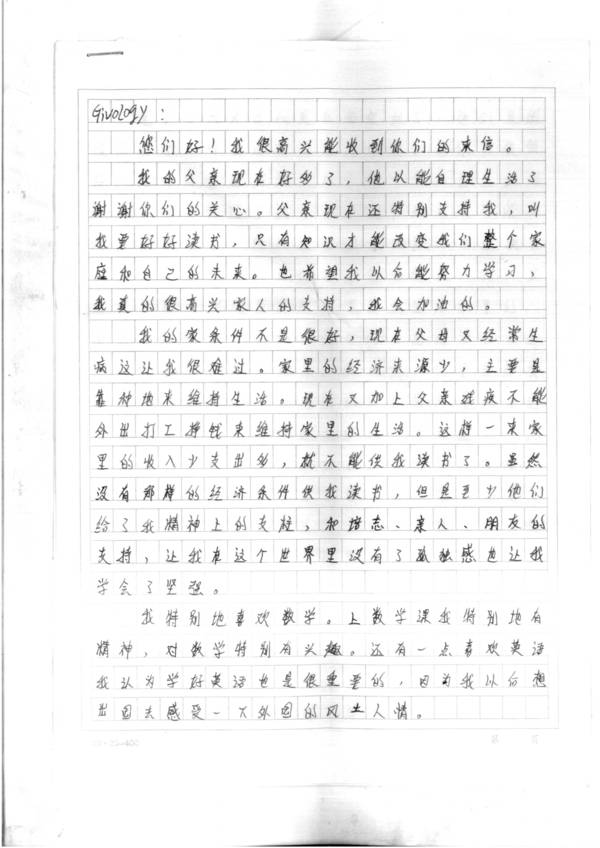 Givology:
您们好！我很高兴能收到你们的来信。
我的父亲现在好多了，他以能自理生活了
谢谢你们的关心。父亲现在还特别支持我，叫
我要好好读书，只有知识才能改变我们整个家
庭和自己的未来。也希望我以后能努力学习，
我真的很高兴家人的支持，我会加油的。
我的家条件不是很好，现在父母又经常生
病这让我很难过。家里的经济来源少，主要是
靠种地来维持生活。现在又加上父亲残疾不能
外出打工挣钱来维持家里的生活。这样一来家
里的收入少支出多，就不能供我读书了。虽然
没有那样的经济条件供我读书，但是至少他们
给了我精神上的支柱，和志、亲人、朋友的
支持，让我在这个世界里没有了孤独感也让我
学会了坚强。
我特别地喜欢数学。上数学课我特别地有
精神，对数学特别有兴趣。还有一点喜欢英语
我认为学好英语也是很重要的，因为我以后想
出国去感受一下外国的风土人情。